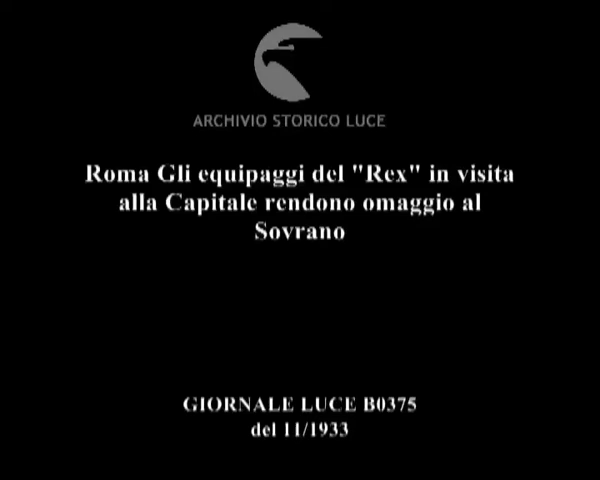 ARCHIVIO STORICO LUCE
Roma Gli equipaggi del "Rex" in visita
alla Capitale rendono omaggio al
Sovrano
GIORNALE LUCE B0375
del 11/1933